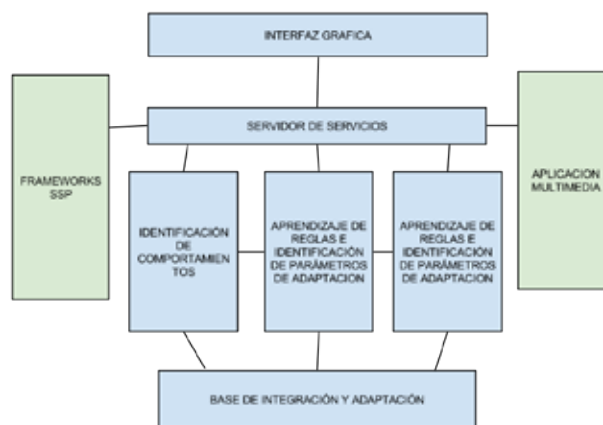 INTERFAZ GRAFICA
SERVIDOR DE SERVICIOS
FRAMEWORKS
SSP
APLICACION
MULTIMEDIA
IDENTIFICACIÓN
DE
COMPORTAMIEN
TOS
APRENDIZAJE DE
REGLAS E
IDENTIFICACIÓN
DE PARÁMETROS
DE ADAPTACION
APRENDIZAJE DE
REGLAS E
IDENTIFICACIÓN
DE PARÁMETROS
DE ADAPTACION
BASE DE INTEGRACIÓN Y ADAPTACIÓN